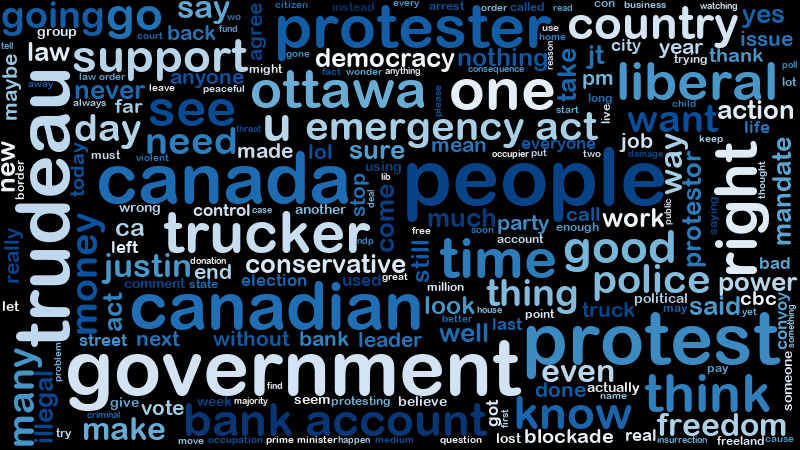 going go say wo
citizen instead every arrest order called read con business watching
group court back fund agree protester use country yes
tell law support gone democracy nothing home reason take jt city year issue
maybe anyone might fact wonder anything consequence pm trying thank poll
away law order never leave peaceful ottawa one long liberal lot
always far see please start live child action
trudeau day need u emergency act want life
must violent made threat lol sure mean everyone job keep
new border today canada occupier put two damage way mandate
using people public thought
wrong control case another stop deal lib come much soon party call enough work protestor saying right
really ca left trucker ndp free account still time good
money justin end donation conservative great million thing police bad
let comment state election used look house political power
act canadian point truck may said cbc yet convoy something
many street next without bank leader better well last protest
illegal problem government even pay someone
find done actually think
give vote week majority seem protesting believe got first know name
criminal make bank account freedom
try move occupation prime minister happen medium question lost blockade real insurrection freeland cause